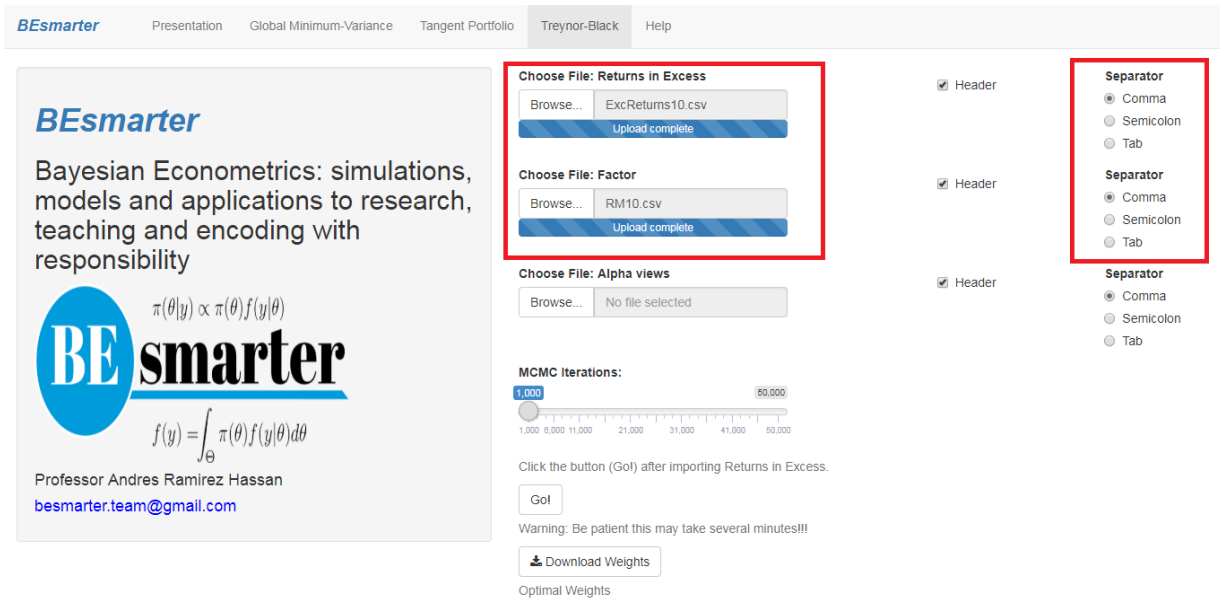 BEsmarter Presentation Global Minimum-Variance Tangent Portfolio Treynor-Black Help
BEsmarter
Bayesian Econometrics: simulations,
models and applications to research,
teaching and encoding with
responsibility
π(θ|y) ∝ π(θ)f(y|θ)
BE smarter
f(y) = ∫Θ π(θ)f(y|θ)dθ
Professor Andres Ramirez Hassan
besmarter.team@gmail.com
Choose File: Returns in Excess
Browse... ExcReturns10.csv
Upload complete
Header
Separator
Comma
Semicolon
Tab
Choose File: Factor
Browse... RM10.csv
Upload complete
Header
Separator
Comma
Semicolon
Tab
Choose File: Alpha views
Browse... No file selected
Header
Separator
Comma
Semicolon
Tab
MCMC Iterations:
1,000 50,000
1,000 6,000 11,000 21,000 31,000 41,000 50,000
Click the button (Go!) after importing Returns in Excess.
Go!
Warning: Be patient this may take several minutes!!!
Download Weights
Optimal Weights